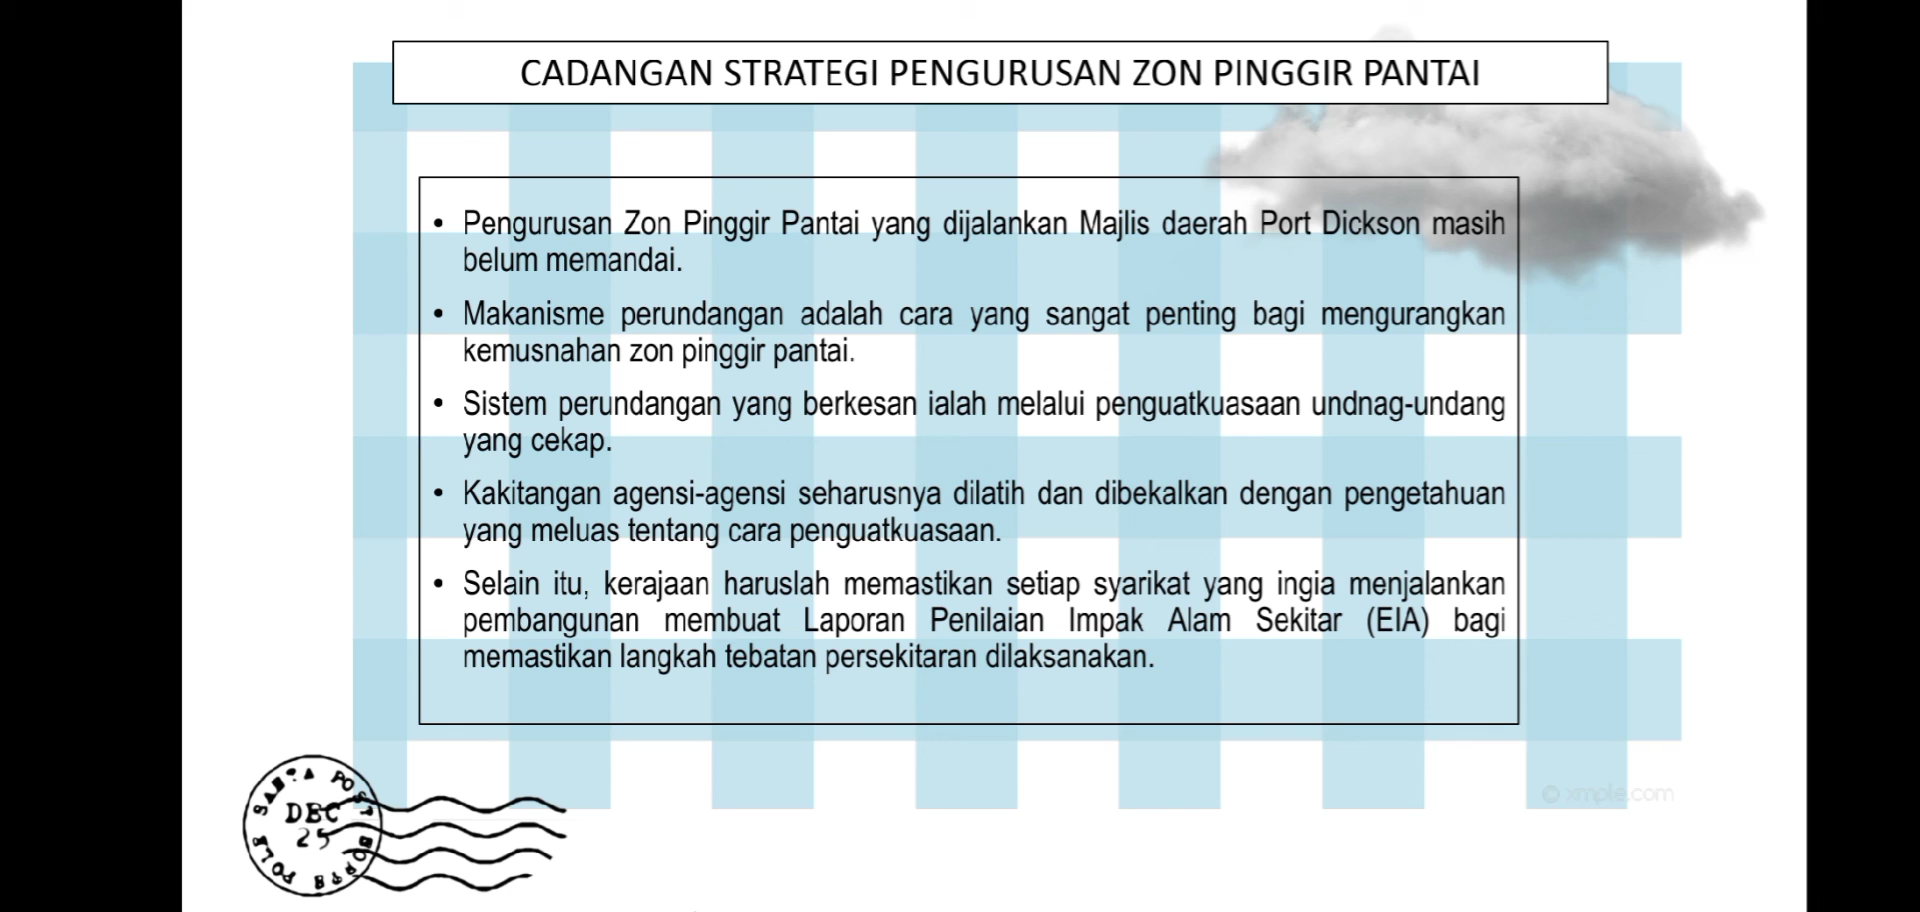 CADANGAN STRATEGI PENGURUSAN ZON PINGGIR PANTAI
• Pengurusan Zon Pinggir Pantai yang dijalankan Majlis daerah Port Dickson masih
belum memandai.
• Makanisme perundangan adalah cara yang sangat penting bagi mengurangkan
kemusnahan zon pinggir pantai.
• Sistem perundangan yang berkesan ialah melalui penguatkuasaan undnag-undang
yang cekap.
• Kakitangan agensi-agensi seharusnya dilatih dan dibekalkan dengan pengetahuan
yang meluas tentang cara penguatkuasaan.
• Selain itu, kerajaan haruslah memastikan setiap syarikat yang ingia menjalankan
pembangunan membuat Laporan Penilaian Impak Alam Sekitar (EIA) bagi
memastikan langkah tebatan persekitaran dilaksanakan.
DEC
25
© xmple.com